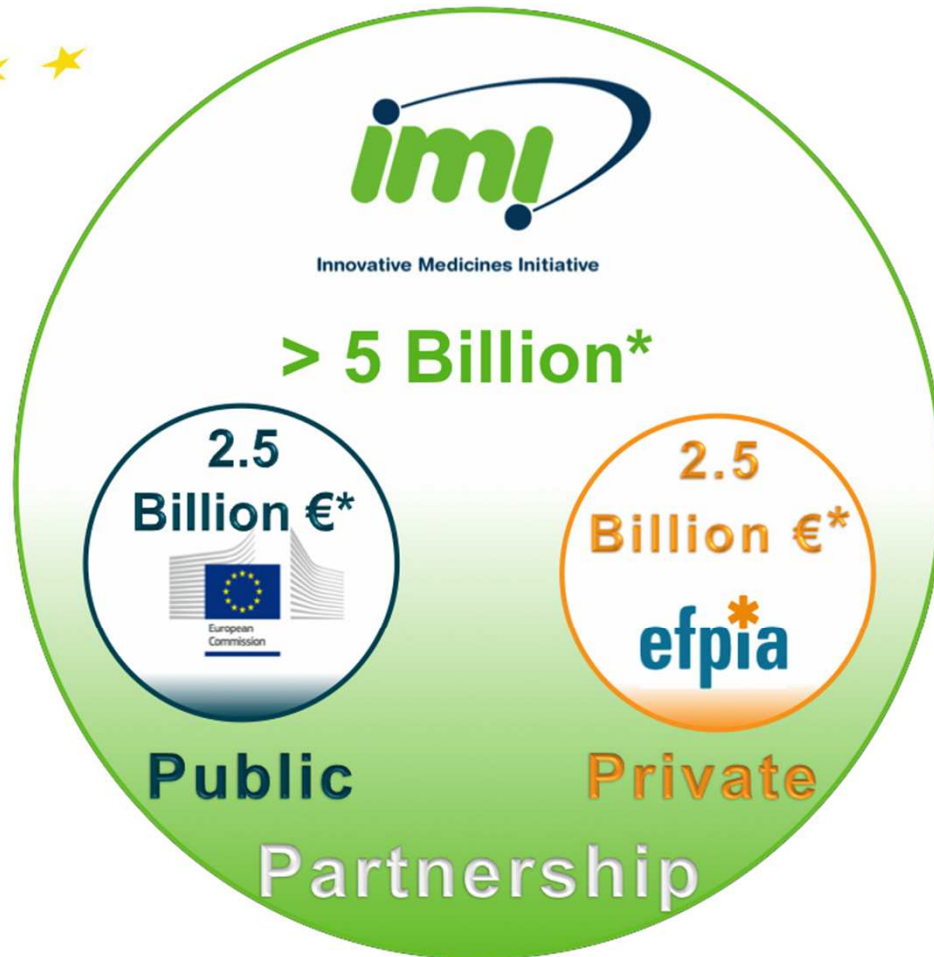 imi
Innovative Medicines Initiative
> 5 Billion*
2.5
Billion €*
European
Commission
2.5
Billion €*
efpia
Public
Private
Partnership